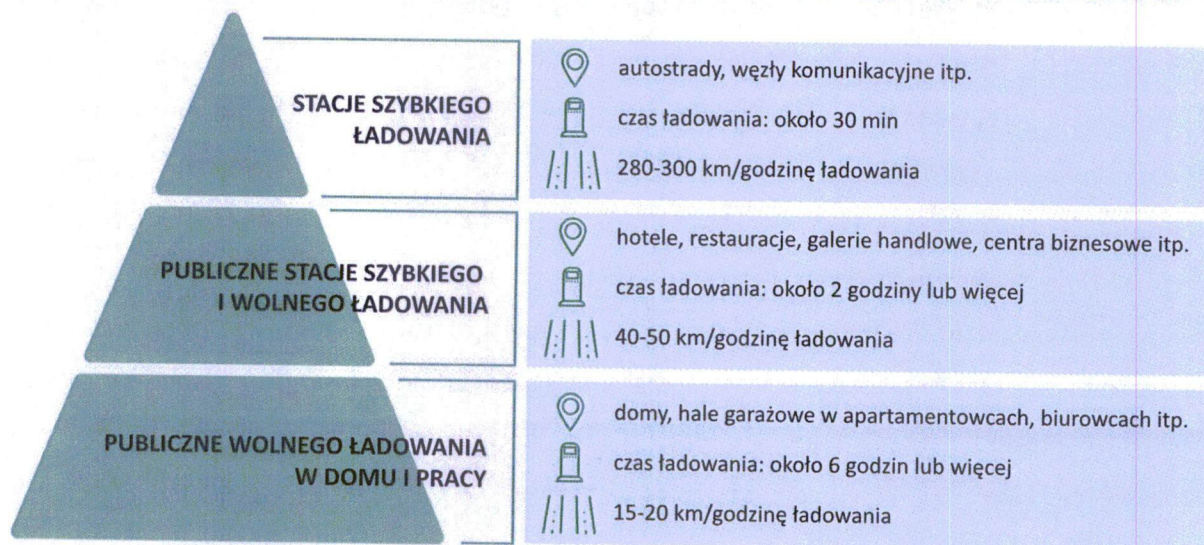 STACJE SZYBKIEGO
ŁADOWANIA
autostrady, węzły komunikacyjne itp.
czas ładowania: około 30 min
280-300 km/godzinę ładowania
PUBLICZNE STACJE SZYBKIEGO
I WOLNEGO ŁADOWANIA
hotele, restauracje, galerie handlowe, centra biznesowe itp.
czas ładowania: około 2 godziny lub więcej
40-50 km/godzinę ładowania
PUBLICZNE WOLNEGO ŁADOWANIA
W DOMU I PRACY
domy, hale garażowe w apartamentowcach, biurowcach itp.
czas ładowania: około 6 godzin lub więcej
15-20 km/godzinę ładowania